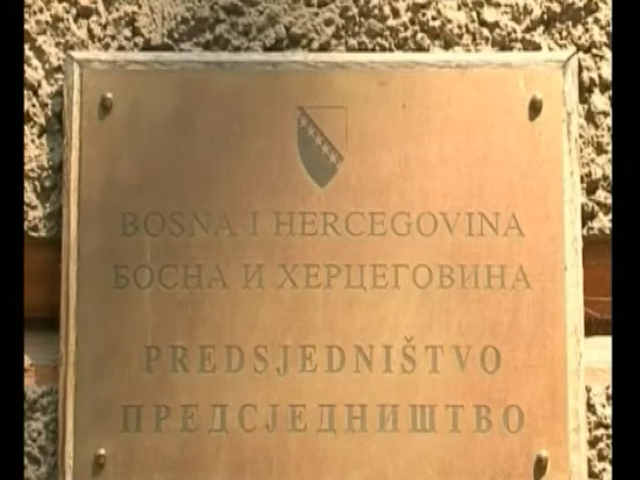 BOSNA I HERCEGOVINA
БОСНА И ХЕРЦЕГОВИНА
PREDSJEDNIŠTVO
ПРЕДСЈЕДНИШТВО